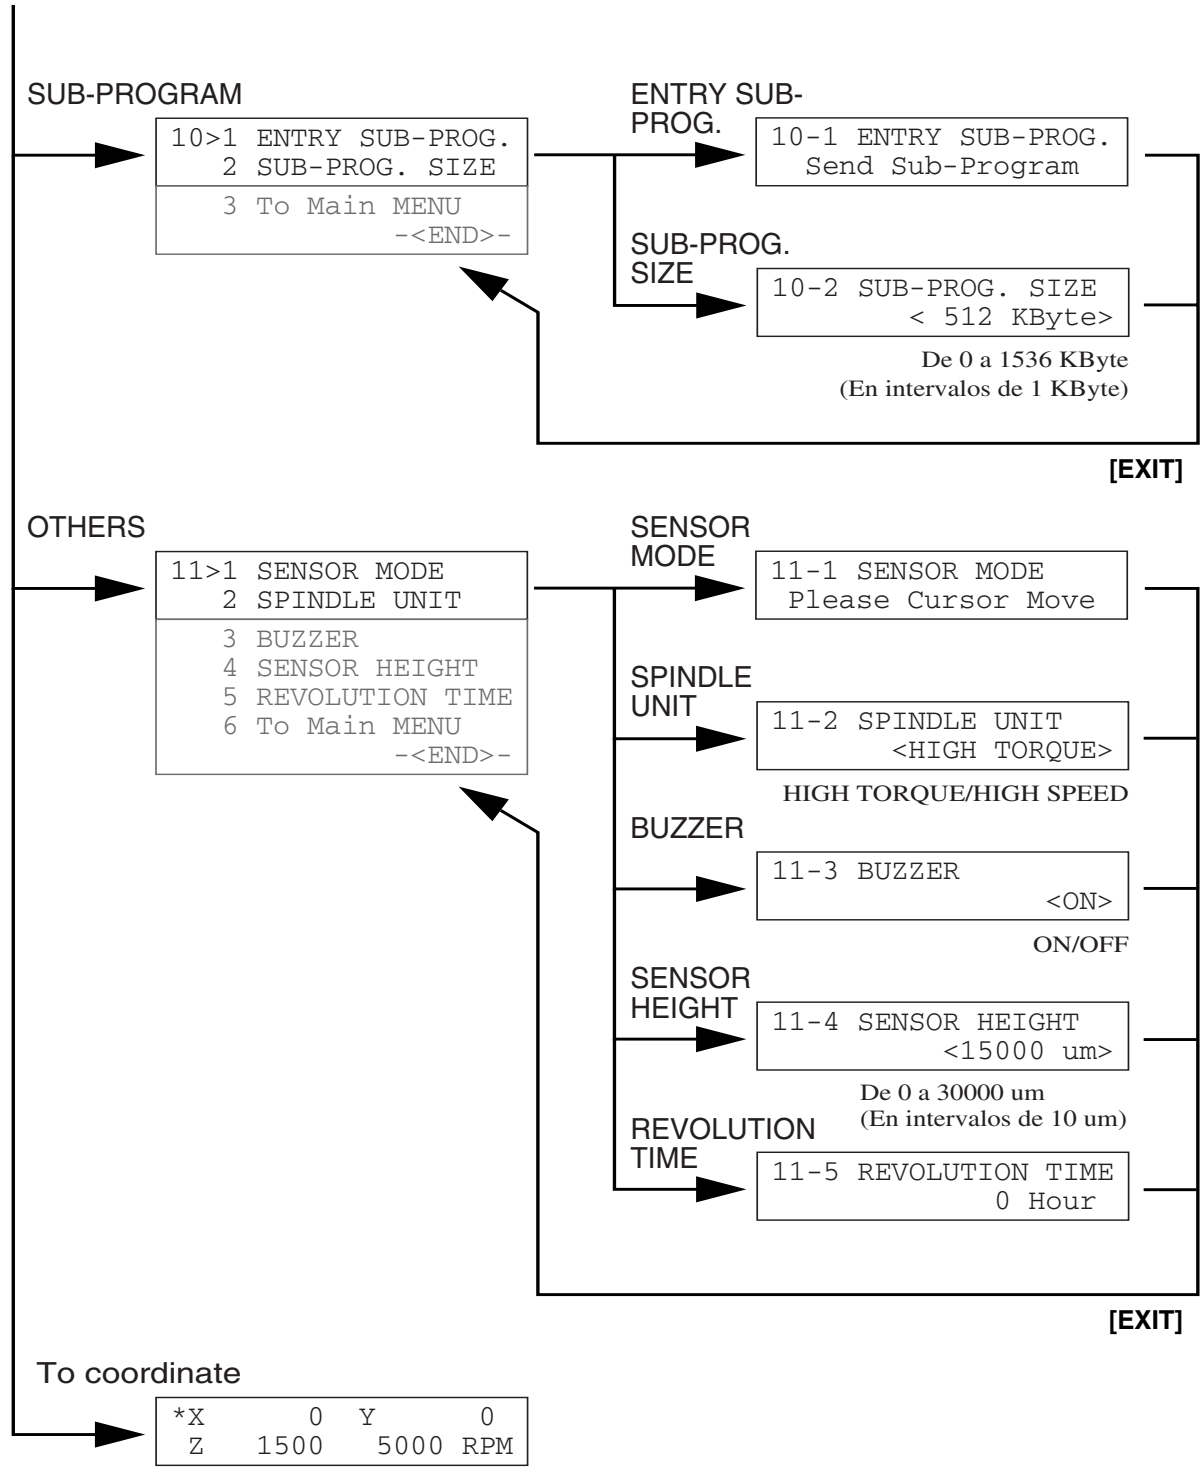 SUB-PROGRAM
10>1 ENTRY SUB-PROG.
2 SUB-PROG. SIZE
3 To Main MENU
-<END>-
ENTRY SUB-
PROG.
10-1 ENTRY SUB-PROG.
Send Sub-Program
SUB-PROG.
SIZE
10-2 SUB-PROG. SIZE
< 512 KByte>
De 0 a 1536 KByte
(En intervalos de 1 KByte)
[EXIT]
OTHERS
11>1 SENSOR MODE
2 SPINDLE UNIT
3 BUZZER
4 SENSOR HEIGHT
5 REVOLUTION TIME
6 To Main MENU
-<END>-
SENSOR
MODE
11-1 SENSOR MODE
Please Cursor Move
SPINDLE
UNIT
11-2 SPINDLE UNIT
<HIGH TORQUE>
HIGH TORQUE/HIGH SPEED
BUZZER
11-3 BUZZER
<ON>
ON/OFF
SENSOR
HEIGHT
11-4 SENSOR HEIGHT
<15000 um>
De 0 a 30000 um
(En intervalos de 10 um)
REVOLUTION
TIME
11-5 REVOLUTION TIME
0 Hour
[EXIT]
To coordinate
*X 0 Y 0
Z 1500 5000 RPM